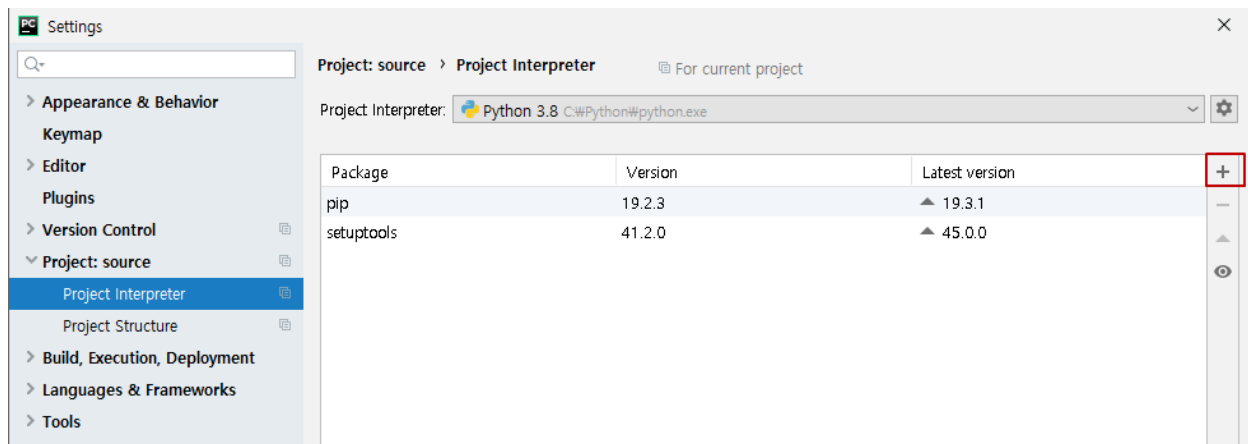 PC Settings
Project: source > Project Interpreter For current project
Appearance & Behavior
Project Interpreter: Python 3.8 C:₩Python₩python.exe
Keymap
Editor
Package Version Latest version
Plugins
pip 19.2.3 19.3.1
Version Control
setuptools 41.2.0 45.0.0
Project: source
Project Interpreter
Project Structure
Build, Execution, Deployment
Languages & Frameworks
Tools